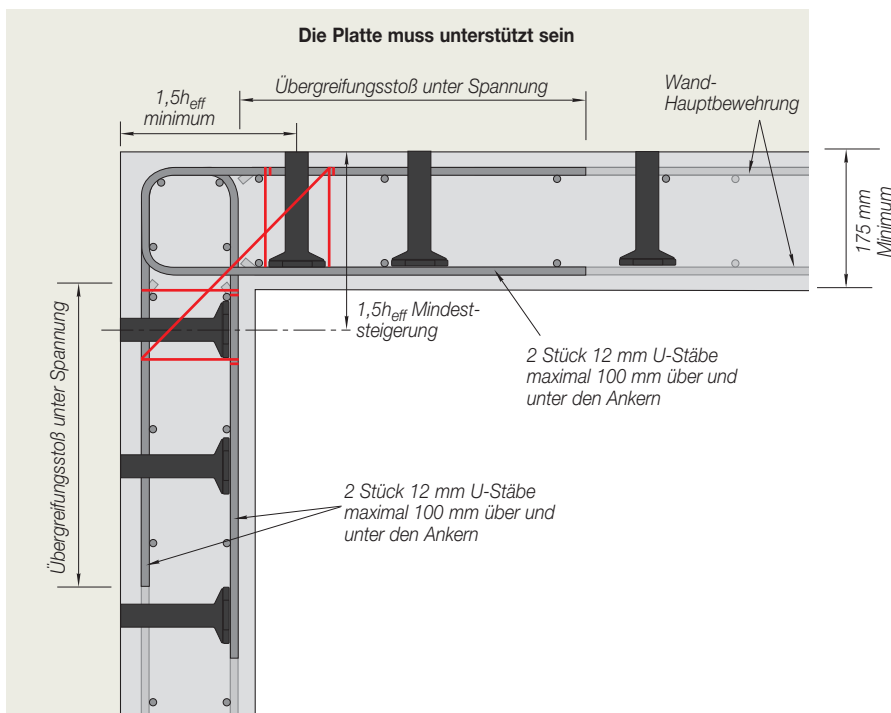 Die Platte muss unterstützt sein
1,5heff
minimum
Übergreifungsstoß unter Spannung
Wand-
Hauptbewehrung
175 mm
Minimum
1,5heff Mindest-
steigerung
2 Stück 12 mm U-Stäbe
maximal 100 mm über und
unter den Ankern
Übergreifungsstoß unter Spannung
2 Stück 12 mm U-Stäbe
maximal 100 mm über und
unter den Ankern